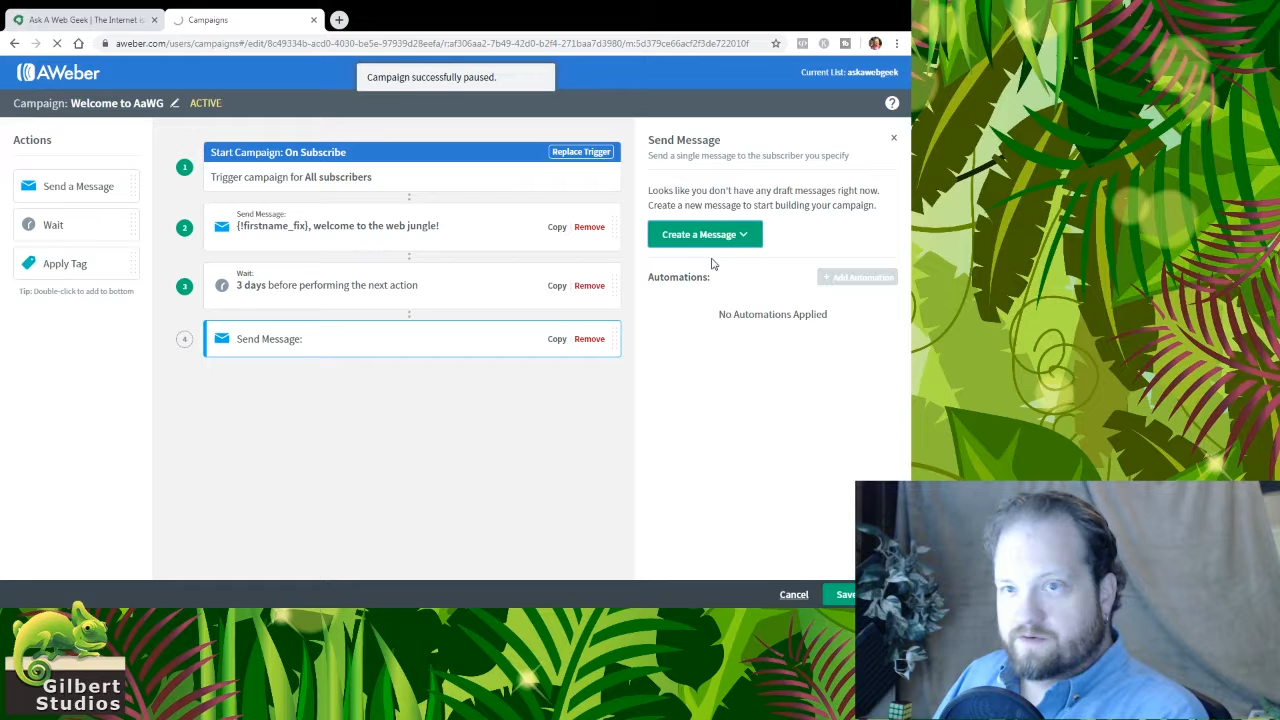 Ask A Web Geek | The Internet is
Campaigns
aweber.com/users/campaigns#/edit/8c49334b-acd0-4030-be5e-97939d28eefa/r:af306aa2-7b49-42d0-b2f4-271baa7d3980/m:5d379ce66acf2f3de722010f
AWeber
Campaign successfully paused.
Current List: askawebgeek
Campaign: Welcome to AaWG
ACTIVE
?
Actions
Send a Message
Wait
Apply Tag
Tip: Double-click to add to bottom
1
Start Campaign: On Subscribe
Replace Trigger
Trigger campaign for All subscribers
2
Send Message:
{!firstname_fix}, welcome to the web jungle!
Copy
Remove
3
Wait:
3 days before performing the next action
Copy
Remove
4
Send Message:
Copy
Remove
Send Message
Send a single message to the subscriber you specify
Looks like you don't have any draft messages right now.
Create a new message to start building your campaign.
Create a Message
Automations:
+ Add Automation
No Automations Applied
Cancel
Save
Gilbert
Studios